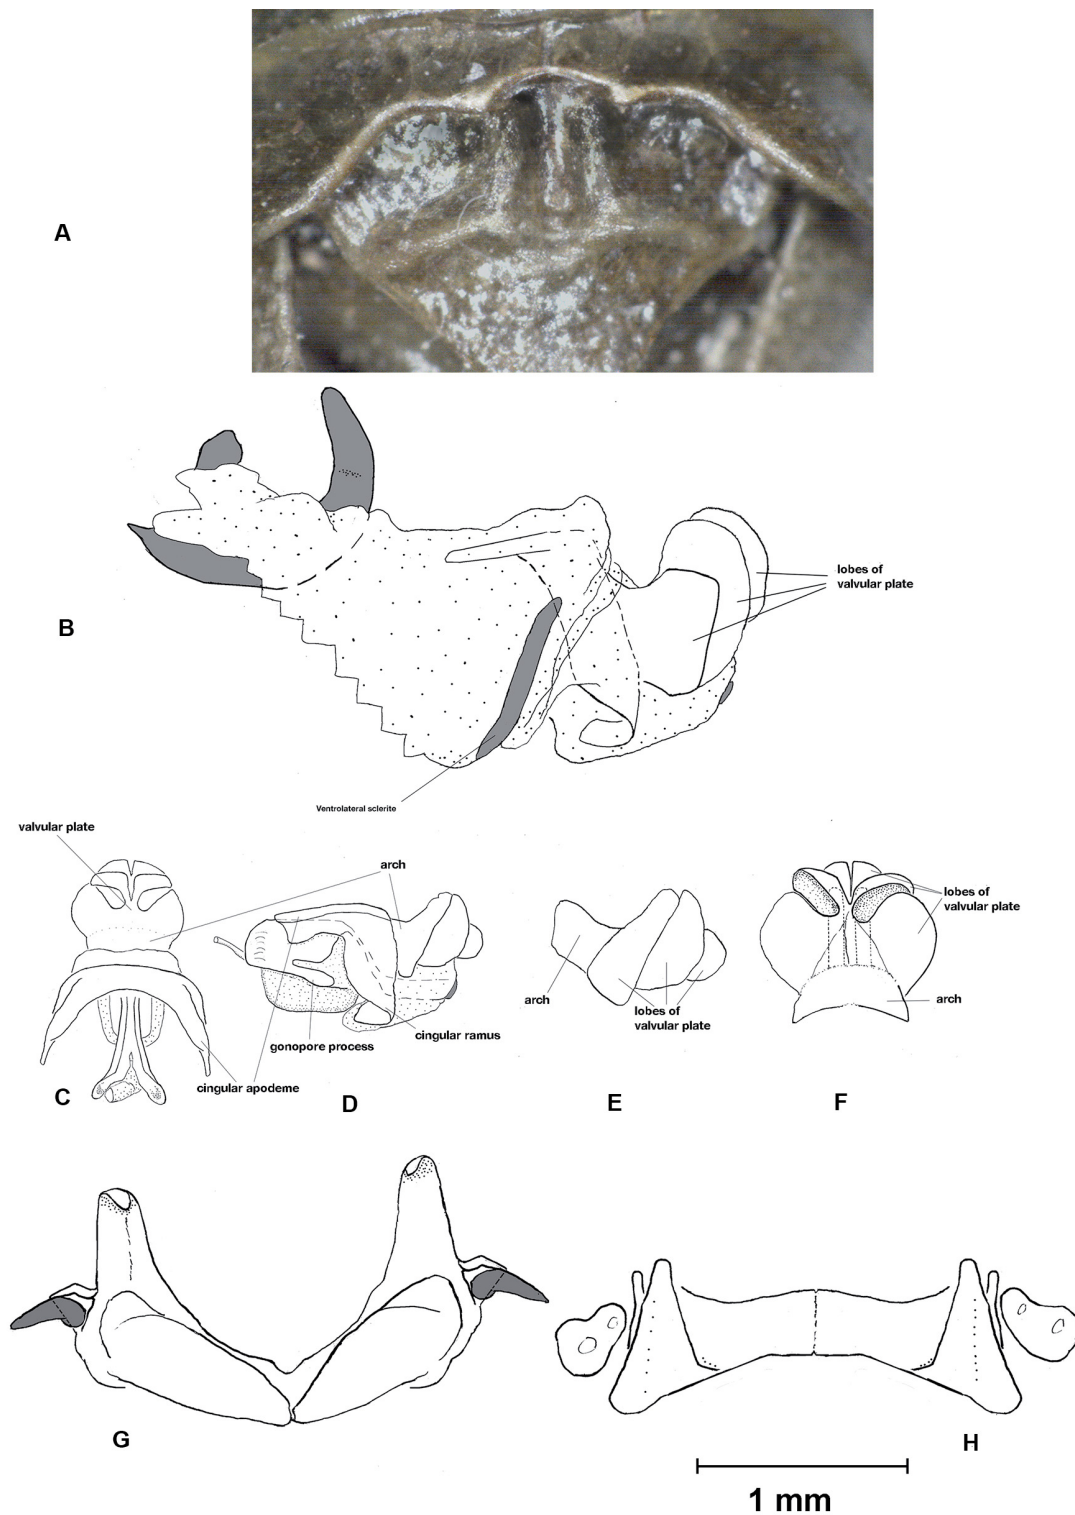 A
B
lobes of
valvular plate
Ventrolateral sclerite
valvular plate
arch
cingular apodeme
C
gonopore process
cingular ramus
D
arch
lobes of
valvular plate
E
lobes of
valvular plate
arch
F
G
H
1 mm